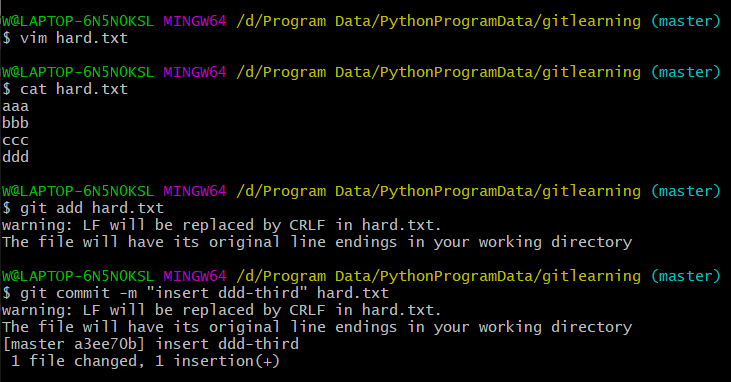 W@LAPTOP-6N5N0KSL MINGW64 /d/Program Data/PythonProgramData/gitlearning (master)
$ vim hard.txt
W@LAPTOP-6N5N0KSL MINGW64 /d/Program Data/PythonProgramData/gitlearning (master)
$ cat hard.txt
aaa
bbb
ccc
ddd
W@LAPTOP-6N5N0KSL MINGW64 /d/Program Data/PythonProgramData/gitlearning (master)
$ git add hard.txt
warning: LF will be replaced by CRLF in hard.txt.
The file will have its original line endings in your working directory
W@LAPTOP-6N5N0KSL MINGW64 /d/Program Data/PythonProgramData/gitlearning (master)
$ git commit -m "insert ddd-third" hard.txt
warning: LF will be replaced by CRLF in hard.txt.
The file will have its original line endings in your working directory
[master a3ee70b] insert ddd-third
 1 file changed, 1 insertion(+)